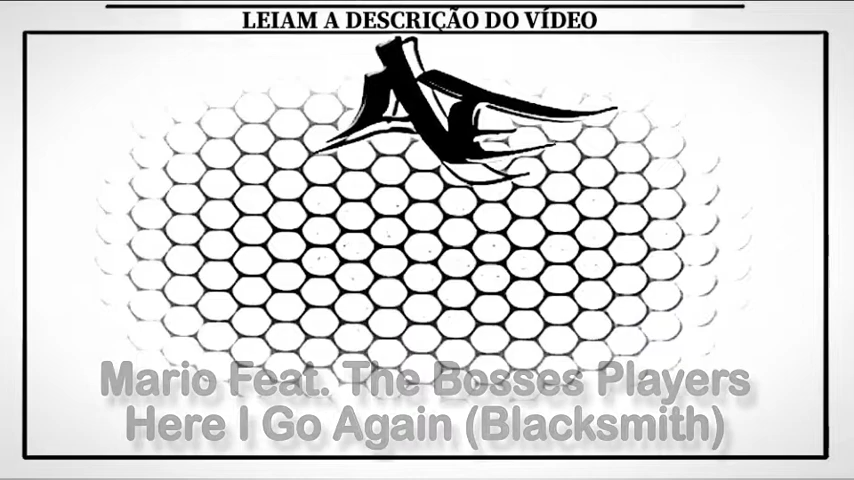 LEIAM A DESCRIÇÃO DO VÍDEO
Mario Feat. The Bosses Players
Here I Go Again (Blacksmith)